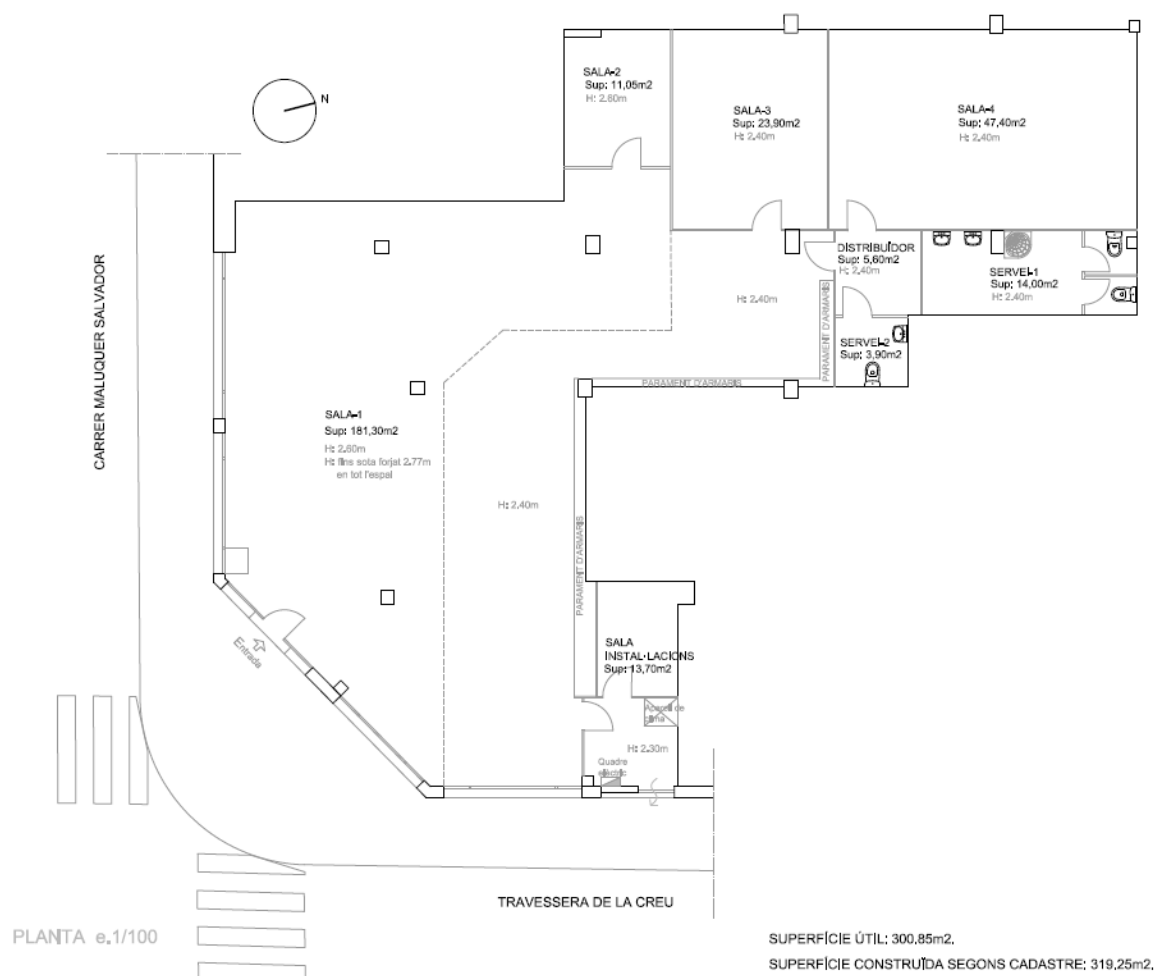 SALA-2
Sup: 11,05m2
H: 2.60m
N
SALA-3
Sup: 23,90m2
H: 2.40m
SALA-4
Sup: 47,40m2
H: 2.40m
CARRER MALUQUER SALVADOR
DISTRIBUÏDOR
Sup: 5,60m2
H: 2.40m
SERVEI-1
Sup: 14,00m2
H: 2.40m
H: 2.40m
PARAMENT D'ARMARIS
SERVEI-2
Sup: 3,90m2
PARAMENT D'ARMARIS
SALA-1
Sup: 181,30m2
H: 2.60m
H: fins sota forjat 2.77m
en tot l'espai
H: 2.40m
PARAMENT D'ARMARIS
Entrada
SALA
INSTAL·LACIONS
Sup: 13,70m2
Aparell de
clima
H: 2.30m
Quadre
elèctric
TRAVESSERA DE LA CREU
PLANTA e.1/100
SUPERFÍCIE ÚTIL: 300,85m2.
SUPERFÍCIE CONSTRUÏDA SEGONS CADASTRE: 319,25m2.